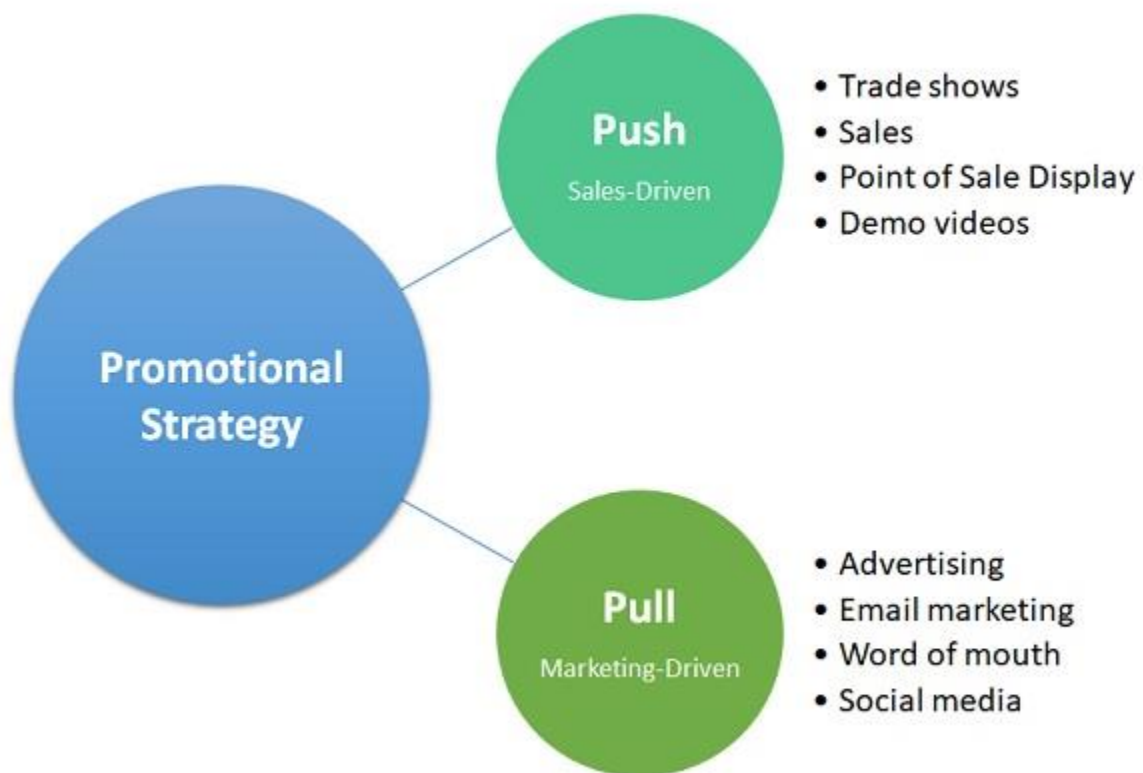 Promotional
Strategy
Push
Sales-Driven
• Trade shows
• Sales
• Point of Sale Display
• Demo videos
Pull
Marketing-Driven
• Advertising
• Email marketing
• Word of mouth
• Social media